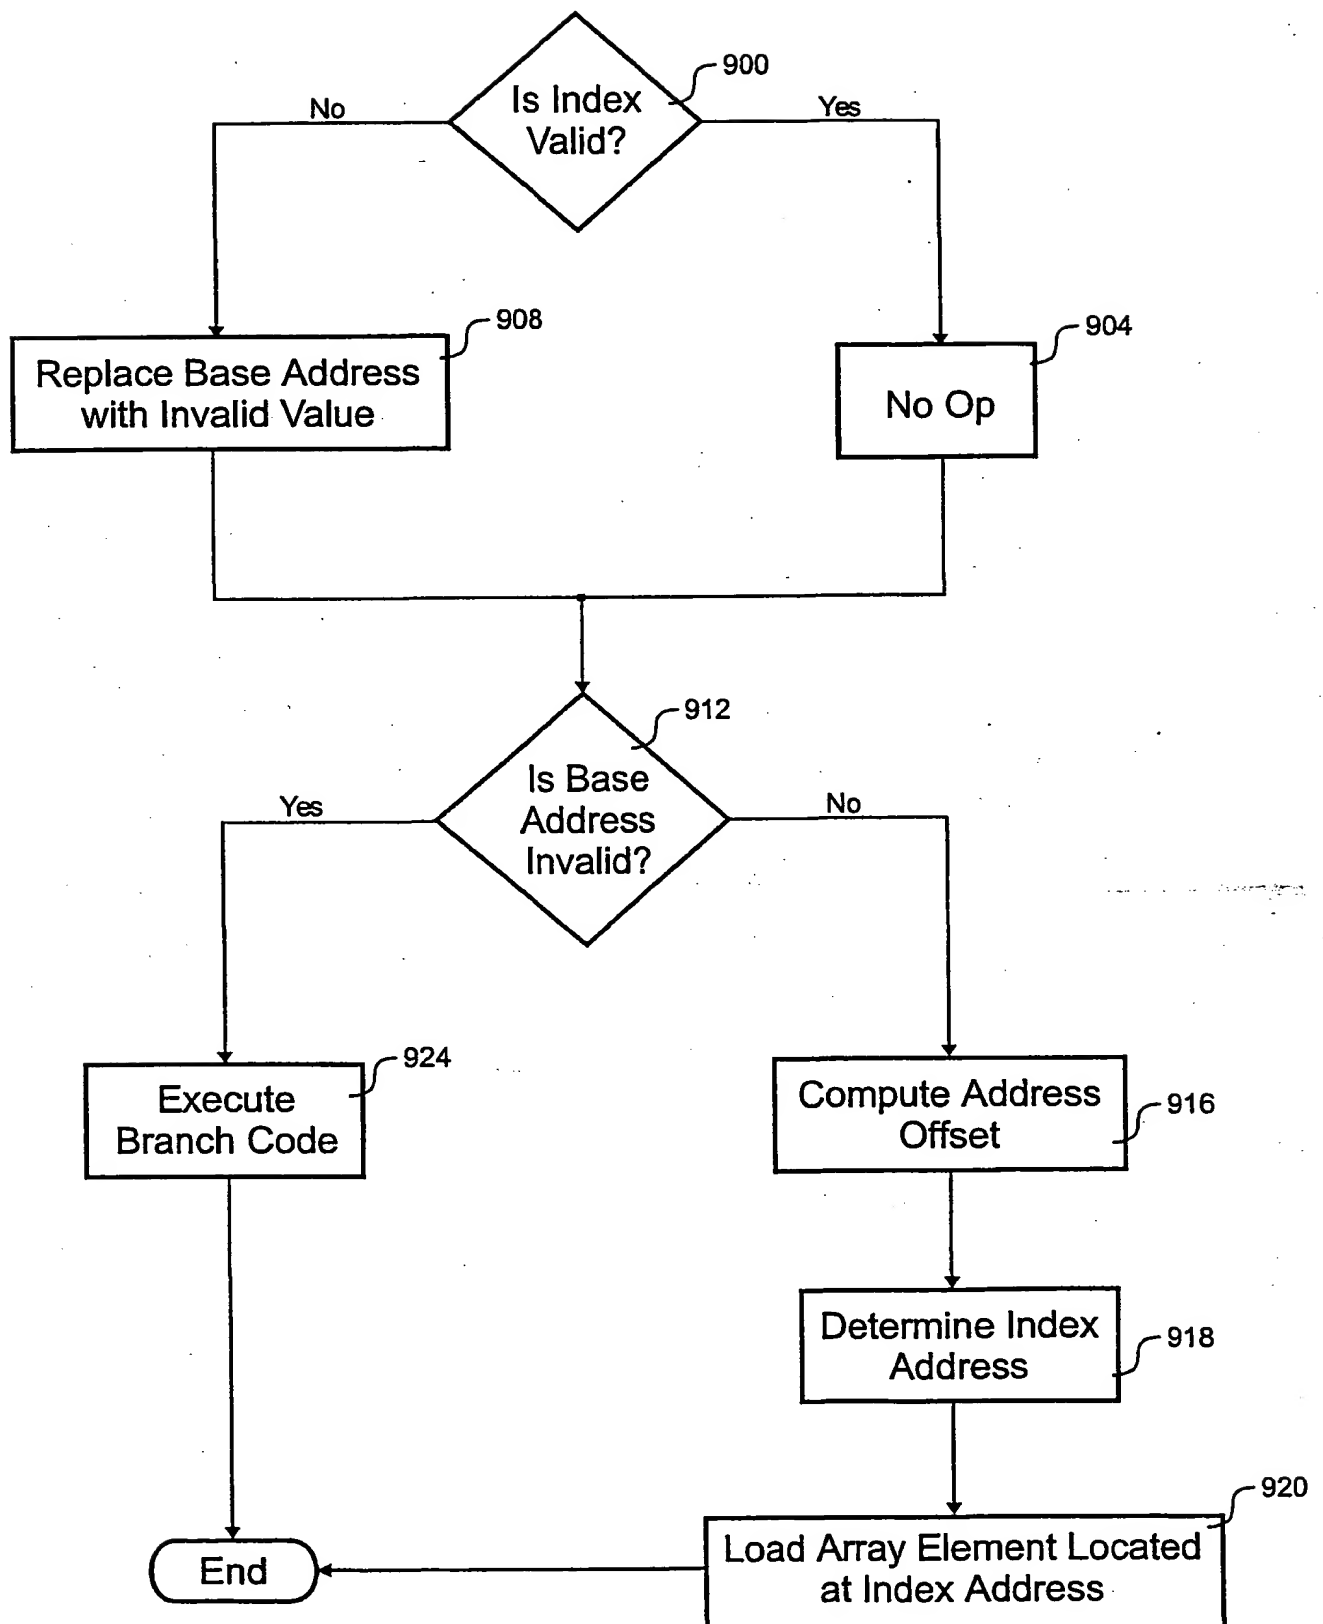 900
Is Index
Valid?
No
Yes
908
Replace Base Address
with Invalid Value
904
No Op
912
Is Base
Address
Invalid?
Yes
No
924
Execute
Branch Code
Compute Address
Offset
916
Determine Index
Address
918
920
Load Array Element Located
at Index Address
End